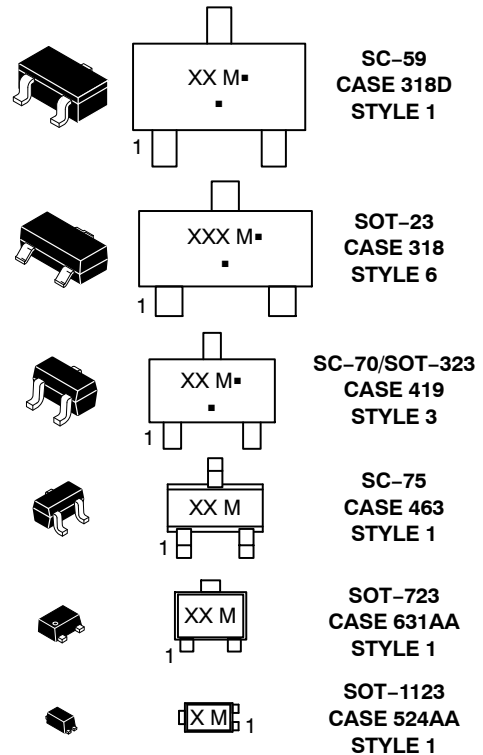 XX M▪
▪
1
SC−59
CASE 318D
STYLE 1
XXX M▪
▪
1
SOT−23
CASE 318
STYLE 6
XX M▪
▪
1
SC−70/SOT−323
CASE 419
STYLE 3
XX M
1
SC−75
CASE 463
STYLE 1
XX M
1
SOT−723
CASE 631AA
STYLE 1
X M
1
SOT−1123
CASE 524AA
STYLE 1